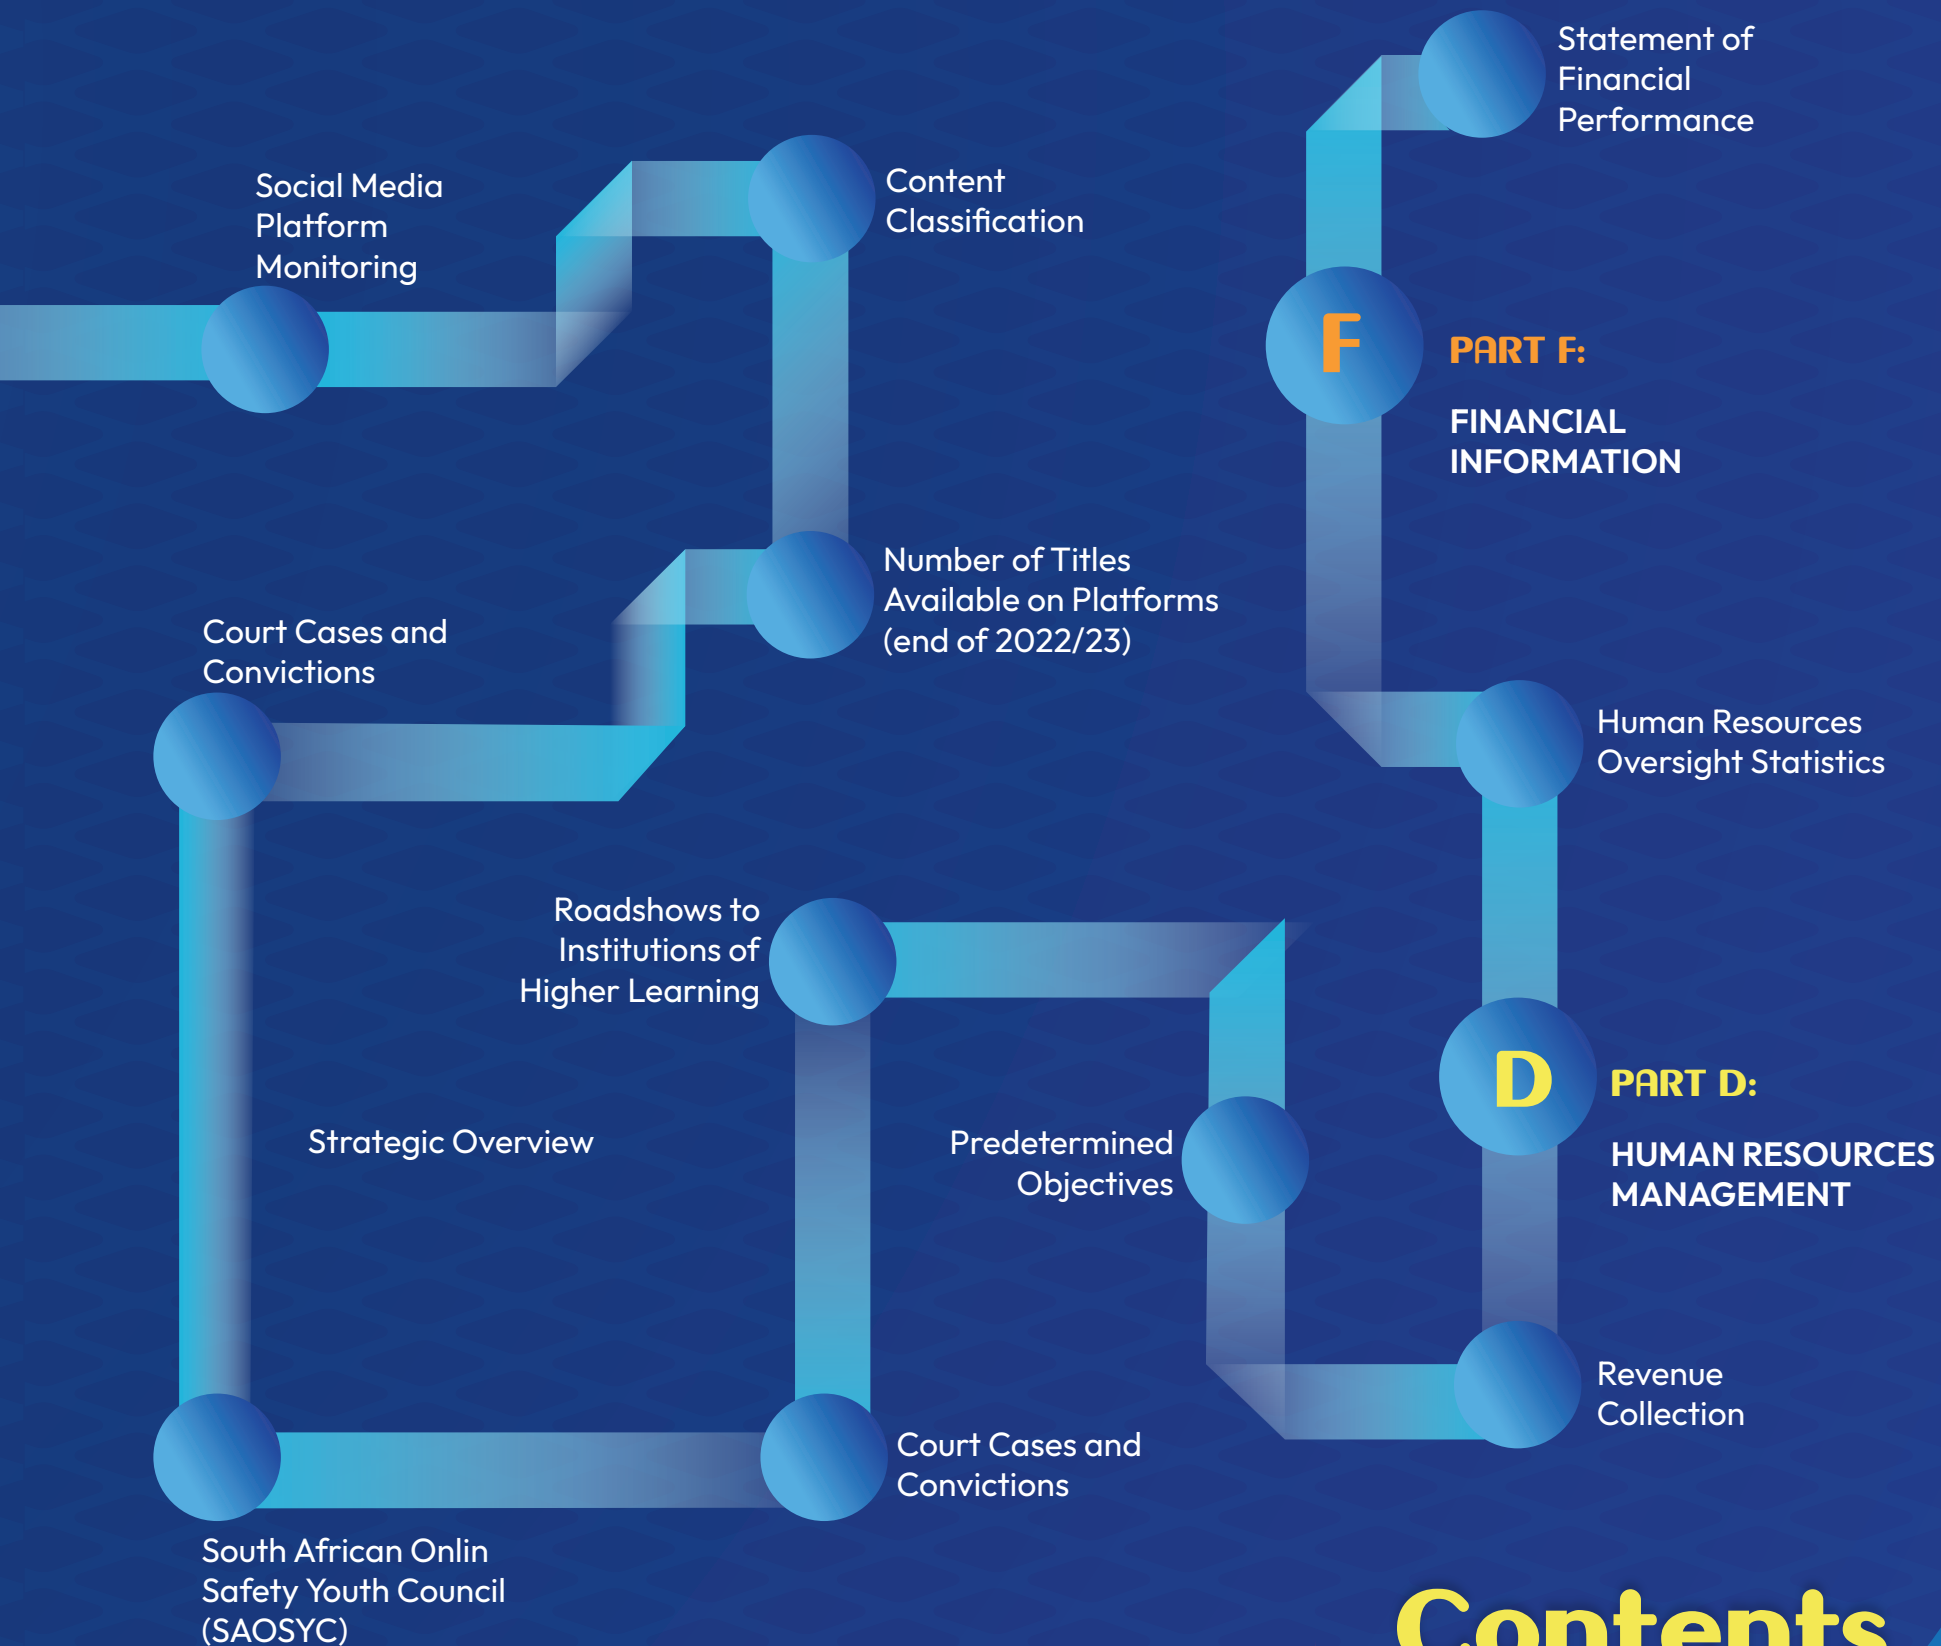 Social Media
Platform
Monitoring
Content
Classification
Number of Titles
Available on Platforms
(end of 2022/23)
Court Cases and
Convictions
Strategic Overview
South African Onlin
Safety Youth Council
(SAOSYC)
Court Cases and
Convictions
Roadshows to
Institutions of
Higher Learning
Predetermined
Objectives
Revenue
Collection
D
PART D:
HUMAN RESOURCES
MANAGEMENT
Human Resources
Oversight Statistics
F
PART F:
FINANCIAL
INFORMATION
Statement of
Financial
Performance
Contents